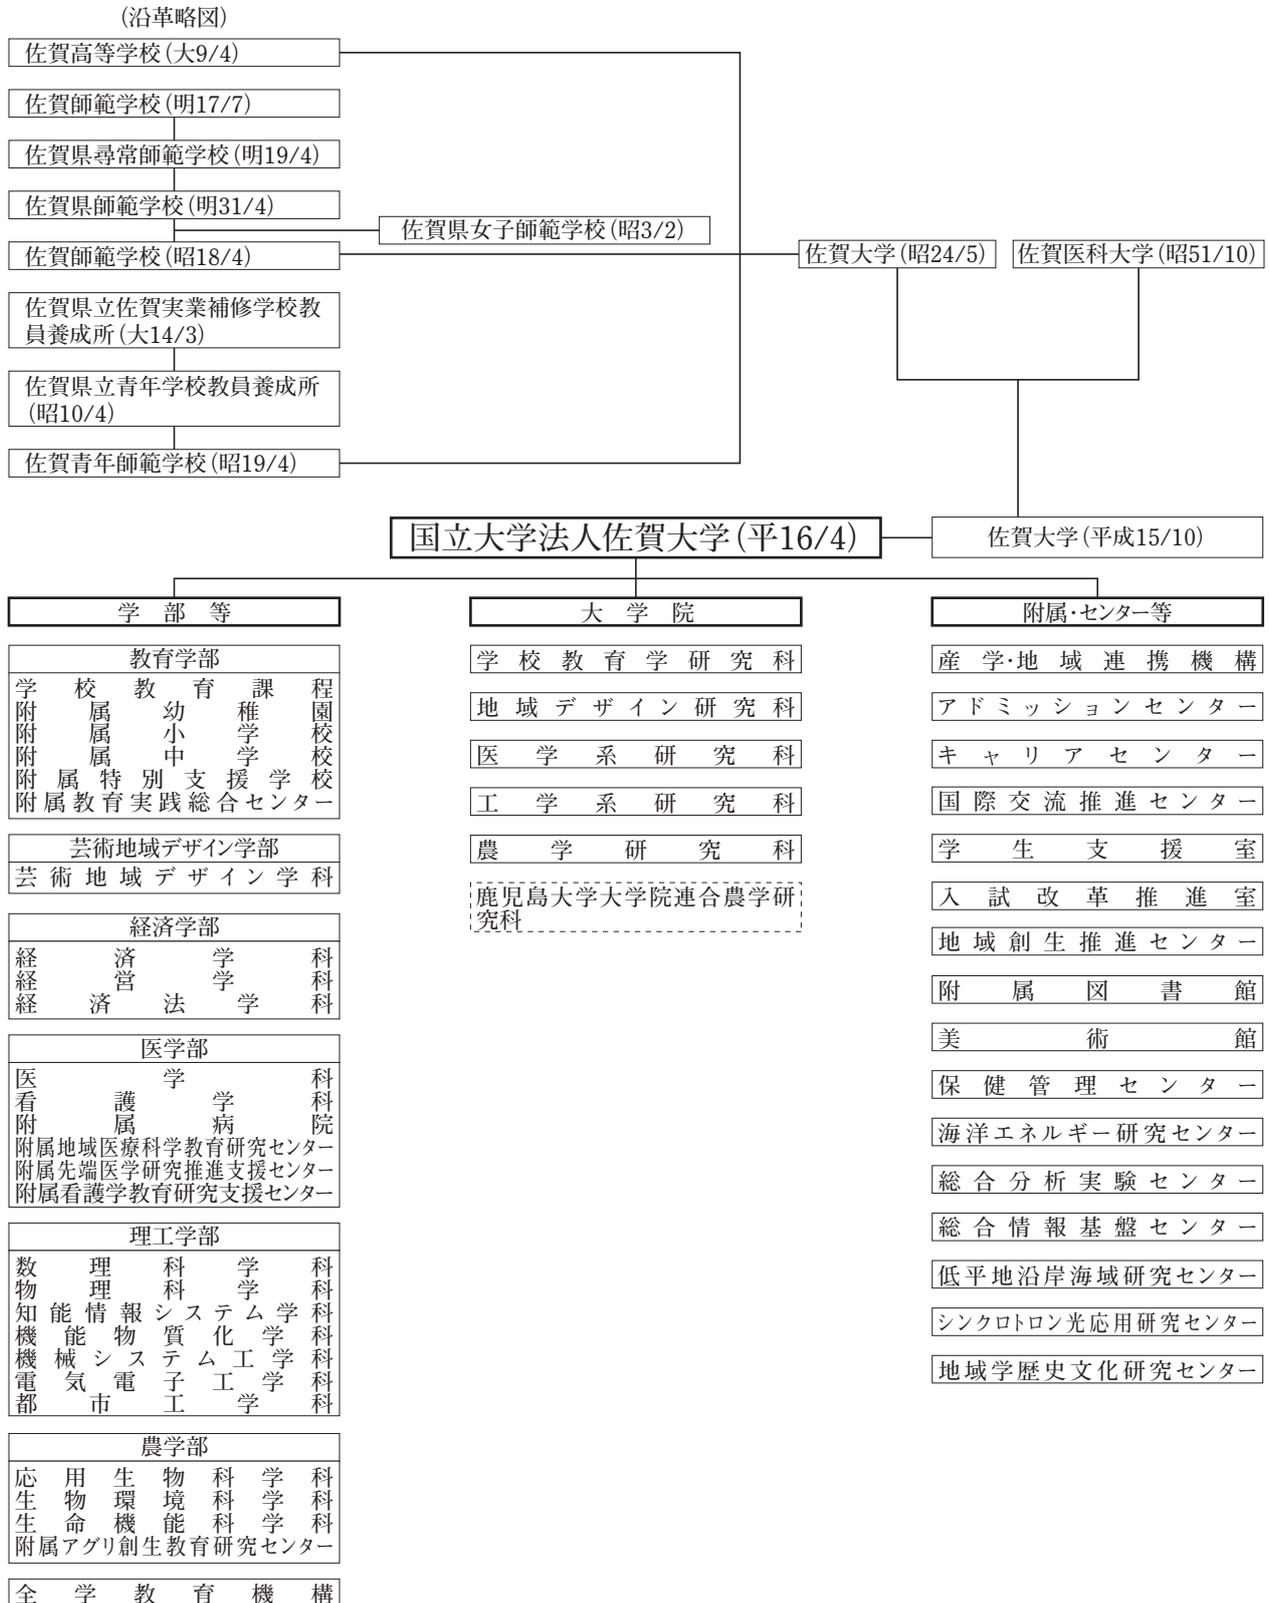 (沿革略図)
佐賀高等学校(大9/4)
佐賀師範学校(明17/7)
佐賀県尋常師範学校(明19/4)
佐賀県師範学校(明31/4)
佐賀県女子師範学校(昭3/2)
佐賀師範学校(昭18/4)
佐賀大学(昭24/5)
佐賀医科大学(昭51/10)
佐賀県立佐賀実業補修学校教
員養成所(大14/3)
佐賀県立青年学校教員養成所
(昭10/4)
佐賀青年師範学校(昭19/4)
国立大学法人佐賀大学(平16/4)
佐賀大学(平成15/10)
学部等
教育学部
学校教育課程
附属幼稚園
附属小学校
附属中学校
附属特別支援学校
附属教育実践総合センター
芸術地域デザイン学部
芸術地域デザイン学科
経済学部
経済学科
経営学科
経済法学科
医学部
医学科
看護学科
附属病院
附属地域医療科学教育研究センター
附属先端医学研究推進支援センター
附属看護学教育研究支援センター
理工学部
数理科学科
物理科学科
知能情報システム学科
機能物質化学科
機械システム工学科
電気電子工学科
都市工学科
農学部
応用生物科学科
生物環境科学科
生命機能科学科
附属アグリ創生教育研究センター
全学教育機構
大学院
学校教育学研究科
地域デザイン研究科
医学系研究科
工学系研究科
農学研究科
鹿児島大学大学院連合農学研
究科
附属・センター等
産学・地域連携機構
アドミッションセンター
キャリアセンター
国際交流推進センター
学生支援室
入試改革推進室
地域創生推進センター
附属図書館
美術館
保健管理センター
海洋エネルギー研究センター
総合分析実験センター
総合情報基盤センター
低平地沿岸海域研究センター
シンクロトロン光応用研究センター
地域学歴史文化研究センター